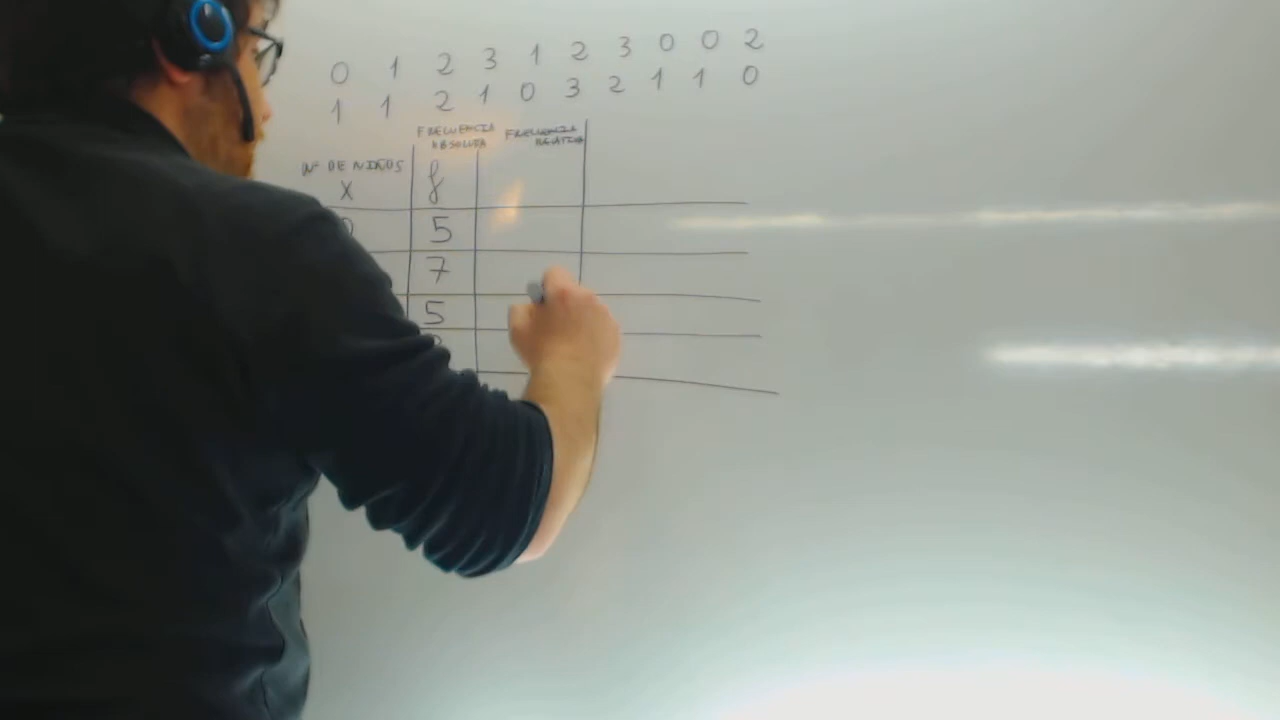 0 1 2 3 1 2 3 0 0 2
1 1 2 1 0 3 2 1 1 0
FRECUENCIA FRECUENCIA
ABSOLUTA RELATIVA
Nº DE NIÑOS
X f
5
7
5